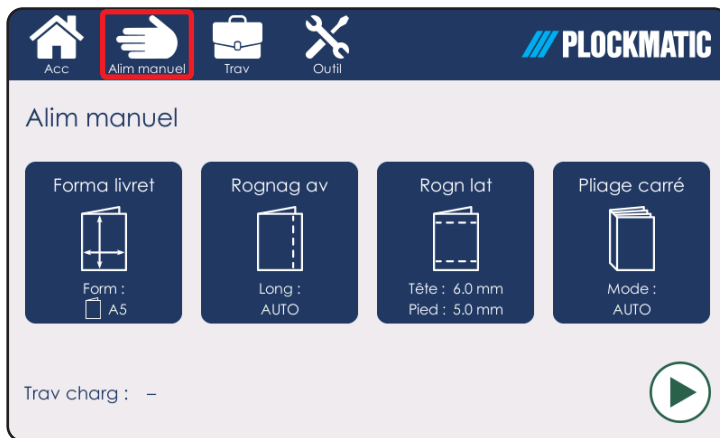 Acc
Alim manuel
Trav
Outil
PLOCKMATIC
Alim manuel
Forma livret
Form :
A5
Rognag av
Long :
AUTO
Rogn lat
Tête : 6.0 mm
Pied : 5.0 mm
Pliage carré
Mode :
AUTO
Trav charg : –